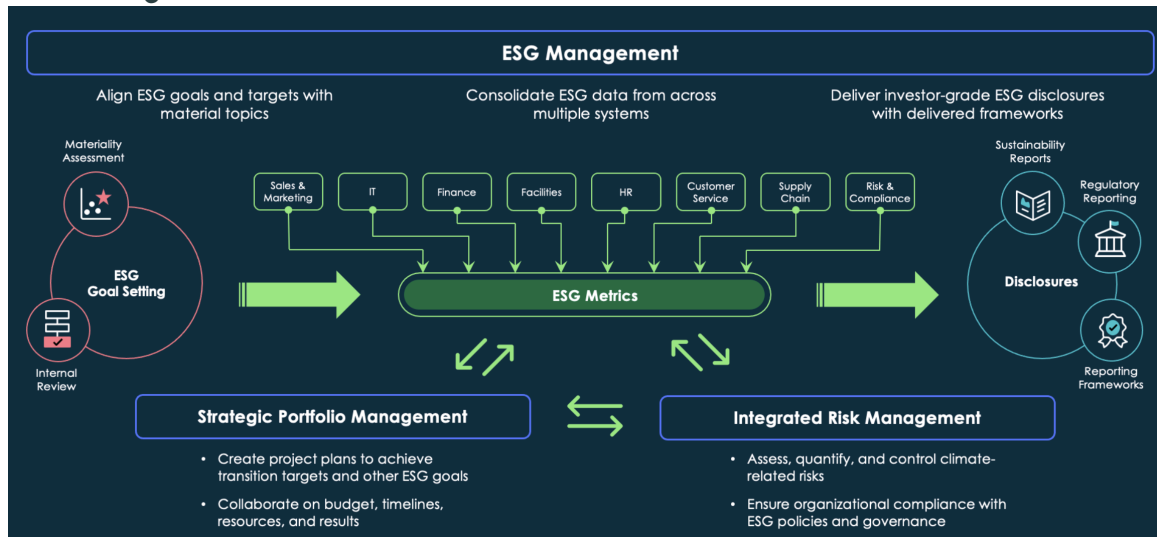 ESG Management
Align ESG goals and targets with
material topics
Consolidate ESG data from across
multiple systems
Deliver investor-grade ESG disclosures
with delivered frameworks
Materiality
Assessment
ESG
Goal Setting
Internal
Review
Sales &
Marketing
IT
Finance
Facilities
HR
Customer
Service
Supply
Chain
Risk &
Compliance
ESG Metrics
Sustainability
Reports
Regulatory
Reporting
Disclosures
Reporting
Frameworks
Strategic Portfolio Management
• Create project plans to achieve
transition targets and other ESG goals
• Collaborate on budget, timelines,
resources, and results
Integrated Risk Management
• Assess, quantify, and control climate-
related risks
• Ensure organizational compliance with
ESG policies and governance